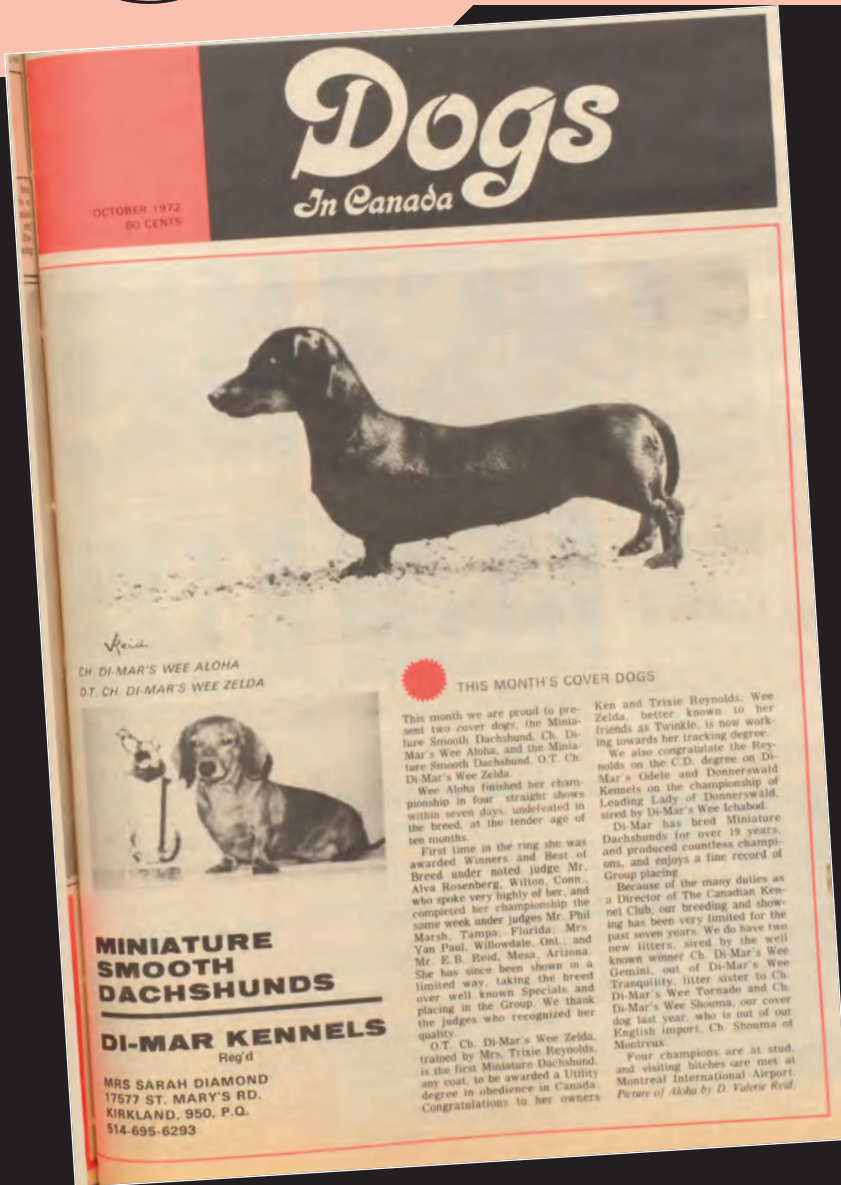 Dogs
In Canada
OCTOBER 1972
60 CENTS
CH. DI-MAR'S WEE ALOHA
O.T. CH. DI-MAR'S WEE ZELDA
THIS MONTH'S COVER DOGS
This month we are proud to pre-
sent two cover dogs, the Minia-
ture Smooth Dachshund, Ch. Di-
Mar's Wee Aloha, and the Minia-
ture Smooth Dachshund, O.T. Ch.
Di-Mar's Wee Zelda.
Wee Aloha finished her cham-
pionship in four straight shows
within seven days, undefeated in
the breed, at the tender age of
ten months.
First time in the ring she was
awarded Winners and Best of
Breed under noted judge Mr.
Alva Rosenberg, Wilton, Conn.,
who spoke very highly of her, and
completed her championship the
same week under judges Mr. Phil
Marsh, Tampa, Florida; Mrs.
Yan Paul, Willowdale, Ont.; and
Mr. E.B. Reid, Mesa, Arizona.
She has since been shown in a
limited way, taking the breed
over well known Specials and
placing in the Group. We thank
the judges who recognized her
quality.
O.T. Ch. Di-Mar's Wee Zelda,
trained by Mrs. Trixie Reynolds,
is the first Miniature Dachshund,
any coat, to be awarded a Utility
degree in obedience in Canada.
Congratulations to her owners
Ken and Trixie Reynolds. Wee
Zelda, better known to her
friends as Twinkle, is now work-
ing towards her tracking degree.
We also congratulate the Rey-
nolds on the C.D. degree on Di-
Mar's Odele and Donnerswald
Kennels on the championship of
Leading Lady of Donnerswald,
sired by Di-Mar's Wee Ichabod.
Di-Mar has bred Miniature
Dachshunds for over 19 years,
and produced countless champi-
ons, and enjoys a fine record of
Group placing.
Because of the many duties as
a Director of The Canadian Ken-
nel Club, our breeding and show-
ing has been very limited for the
past seven years. We do have two
new litters, sired by the well
known winner Ch. Di-Mar's Wee
Gemini, out of Di-Mar's Wee
Tranquility, litter sister to Ch.
Di-Mar's Wee Tornado and Ch.
Di-Mar's Wee Shouma, our cover
dog last year, who is out of our
English import, Ch. Shouma of
Montreux.
Four champions are at stud,
and visiting bitches are met at
Montreal International Airport.
Picture of Aloha by D. Valerie Reid.
MINIATURE
SMOOTH
DACHSHUNDS
DI-MAR KENNELS
Reg'd
MRS SARAH DIAMOND
17577 ST. MARY'S RD.
KIRKLAND, 950, P.Q.
514-695-6293